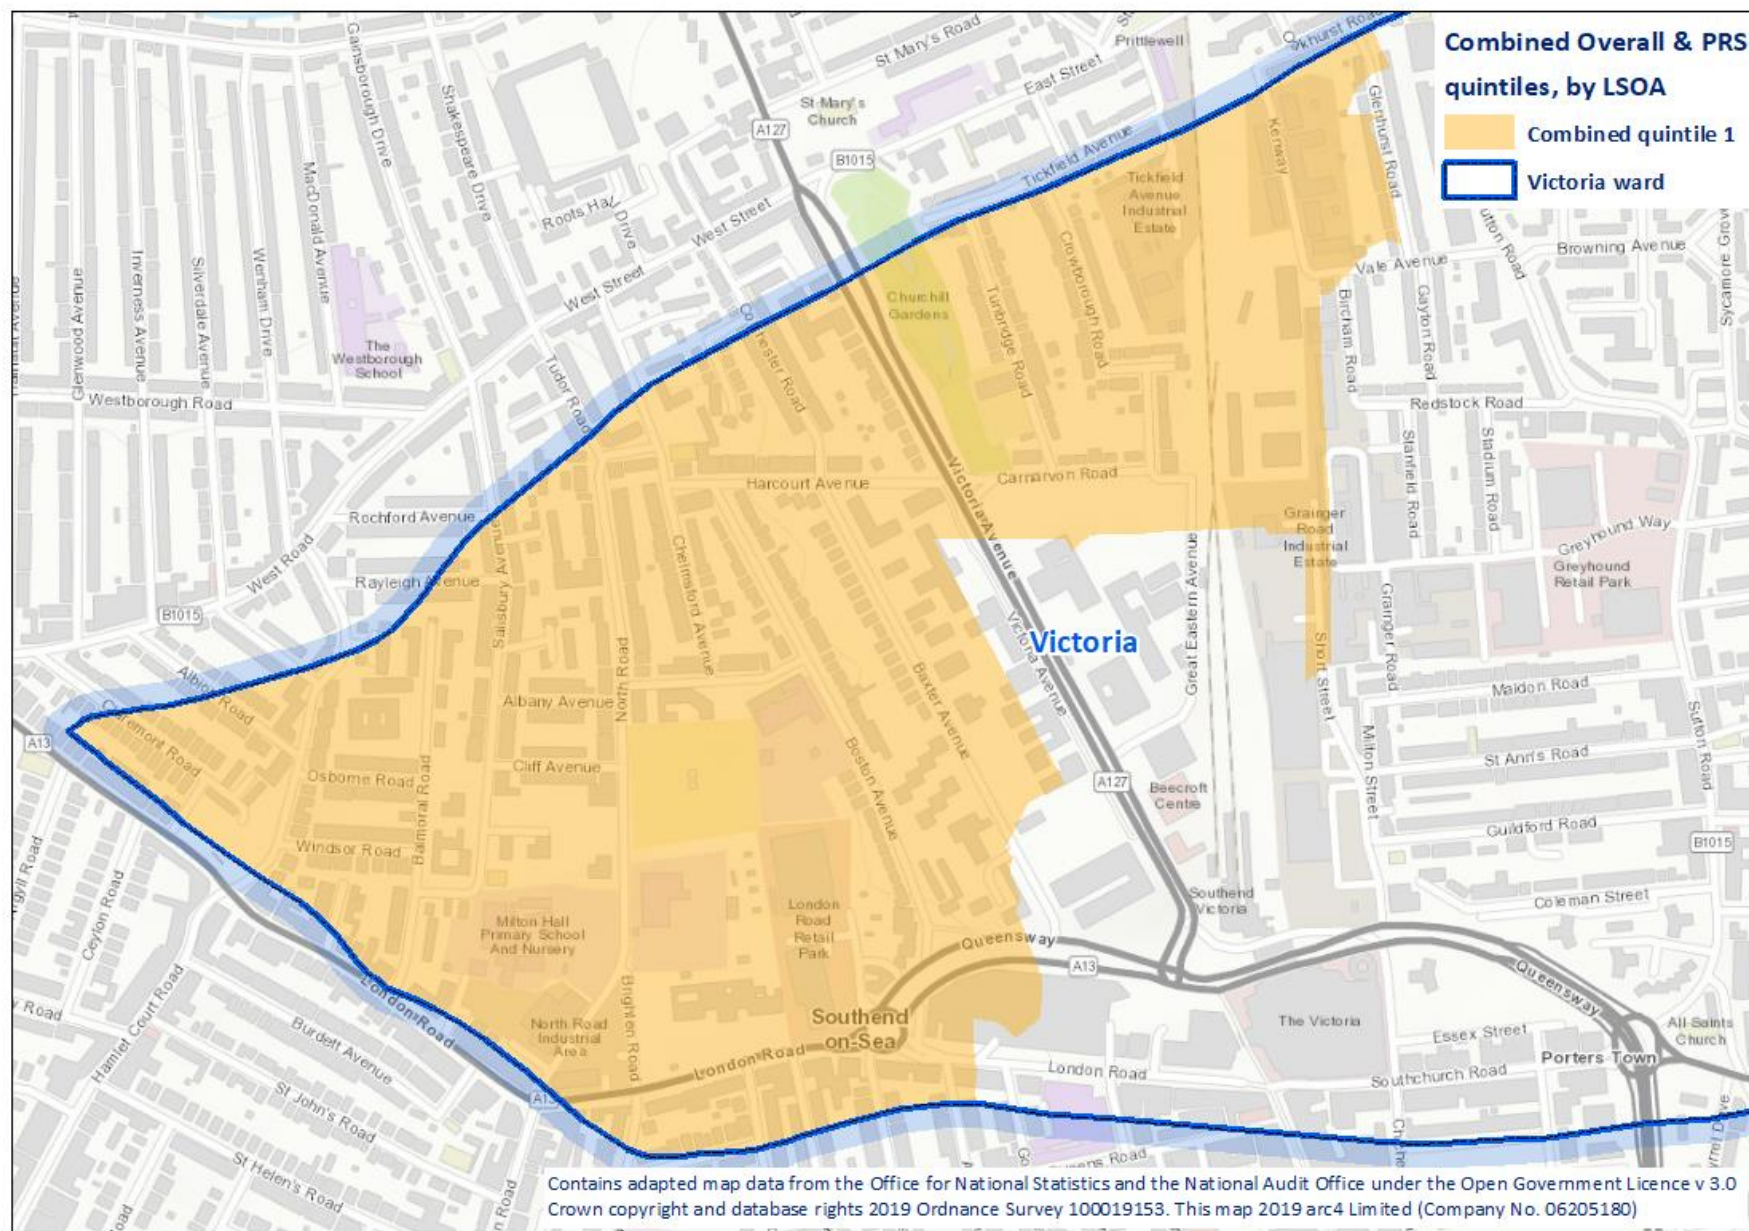 Combined Overall & PRS
quintiles, by LSOA
Combined quintile 1
Victoria ward
Gainsborough Drive
Shakespeare Drive
MacDonald Avenue
Wenham Drive
Silverdale Avenue
Inverness Avenue
Glenwood Avenue
Westborough Road
The
Westborough
School
Roots Hall Drive
West Street
West Street
A127
St Mary's
Church
B1015
St Mary's Road
East Street
Prittlewell
Tickfield Avenue
Tickfield
Avenue
Industrial
Estate
Kenway
Glenhurst Road
Vale Avenue
Browning Avenue
Bircham Road
Gayton Road
Redstock Road
Stanfield Road
Stadium Road
Greyhound Way
Greyhound
Retail Park
Churchill
Gardens
Tunbridge Road
Crowborough Road
Colchester Road
Tudor Road
Harcourt Avenue
Victoria Avenue
Carnarvon Road
Grainger
Road
Industrial
Estate
Rochford Avenue
Rayleigh Avenue
West Road
B1015
Salisbury Avenue
Chelmsford Avenue
North Road
Victoria Avenue
Victoria
Great Eastern Avenue
Short Street
Grainger Road
Maldon Road
Sutton Road
St Ann's Road
Milton Street
Guildford Road
B1015
Coleman Street
Albion Road
Claremont Road
A13
Albany Avenue
Cliff Avenue
Osborne Road
Balmoral Road
Windsor Road
Baxter Avenue
Boston Avenue
A127
Beecroft
Centre
Southend
Victoria
Milton Hall
Primary School
And Nursery
London
Road
Retail
Park
Queensway
A13
Queensway
Southend
on-Sea
North Road
Industrial
Area
Brighten Road
London Road
London Road
A13
London Road
The Victoria
Essex Street
Southchurch Road
Porters Town
All Saints
Church
Ceylon Road
Hamlet Court Road
Burdett Avenue
St John's Road
St Helen's Road
Contains adapted map data from the Office for National Statistics and the National Audit Office under the Open Government Licence v 3.0
Crown copyright and database rights 2019 Ordnance Survey 100019153. This map 2019 arc4 Limited (Company No. 06205180)